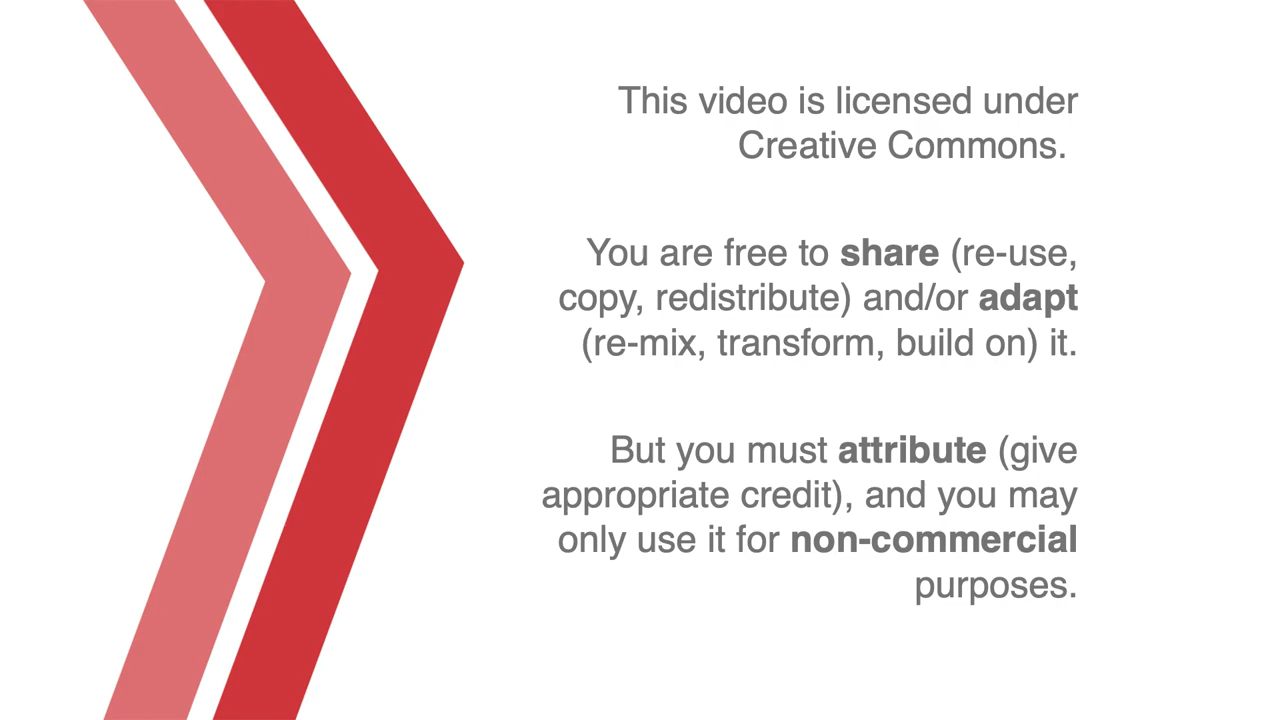 This video is licensed under
Creative Commons.
You are free to share (re-use,
copy, redistribute) and/or adapt
(re-mix, transform, build on) it.
But you must attribute (give
appropriate credit), and you may
only use it for non-commercial
purposes.